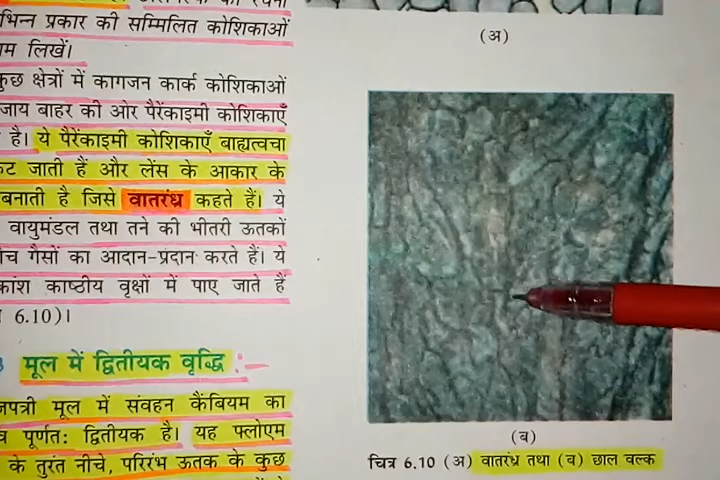 भिन्न प्रकार की सम्मिलित कोशिकाओं
लिखें।
क्षेत्रों में कागजन कार्क कोशिकाओं
बजाय बाहर की ओर पैरेंकाइमी कोशिकाएँ
है। ये पैरेंकाइमी कोशिकाएँ बाह्यत्वचा
जाती हैं और लेंस के आकार के
बनाती है जिसे वातरंध्र कहते हैं। ये
वायुमंडल तथा तने की भीतरी ऊतकों
गैसों का आदान-प्रदान करते हैं। ये
काष्ठीय वृक्षों में पाए जाते हैं
6.10)।
मूल में द्वितीयक वृद्धि :-
मूल में संवहन कैंबियम का
पूर्णत: द्वितीयक है। यह फ्लोएम
के तुरंत नीचे, परिरंभ ऊतक के कुछ
(अ)
(ब)
चित्र 6.10 (अ) वातरंध्र तथा (ब) छाल वल्क